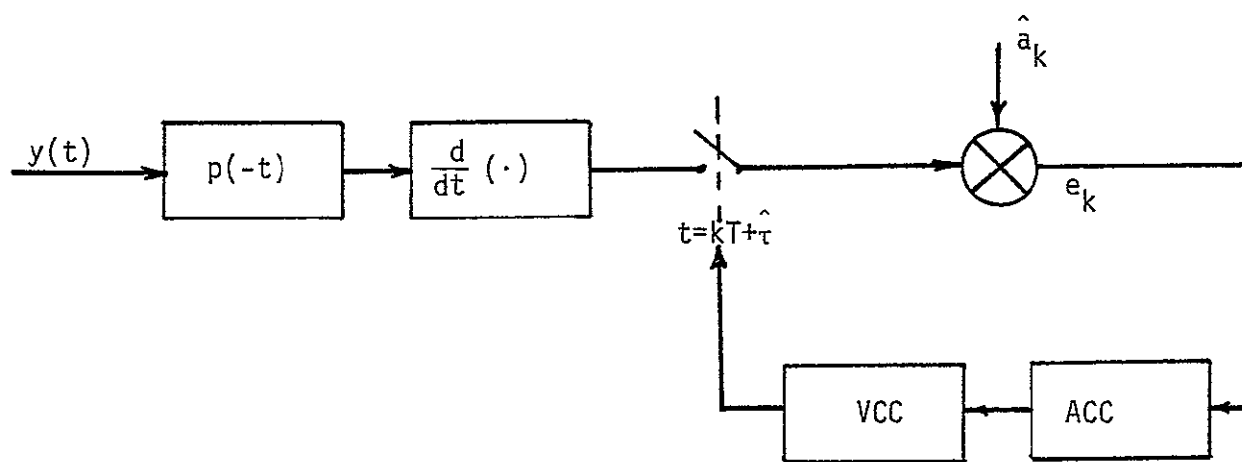 y(t)
p(-t)
d/dt (·)
t=kT+τ̂
â_k
e_k
VCC
ACC